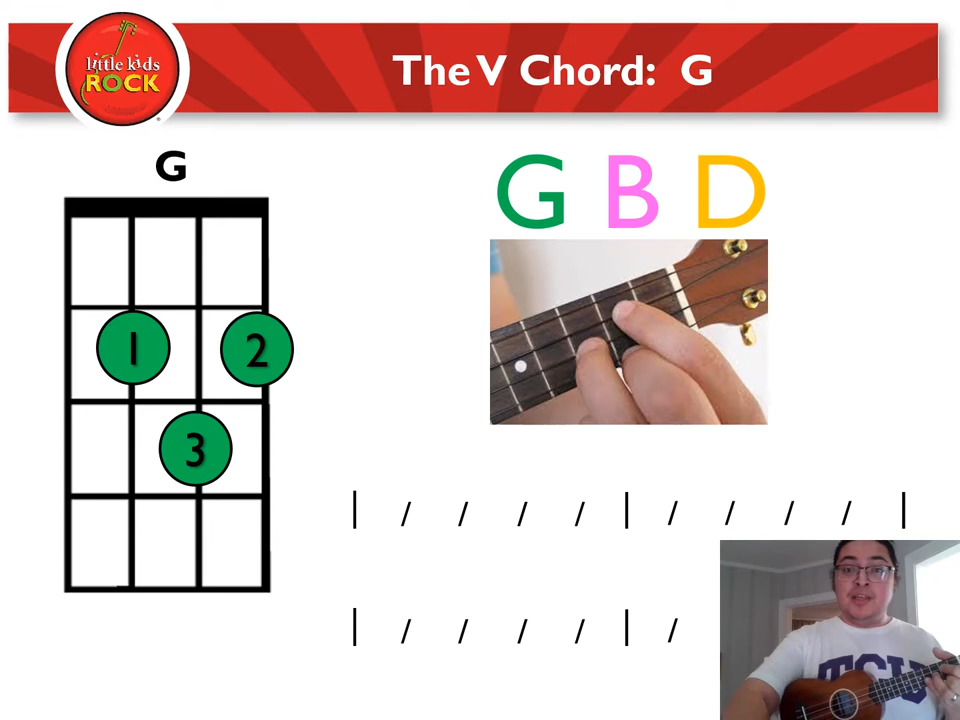 little kids
ROCK
The V Chord: G
G
G B D
1
2
3
| / / / / | / / / / |
| / / / / | /
TCU